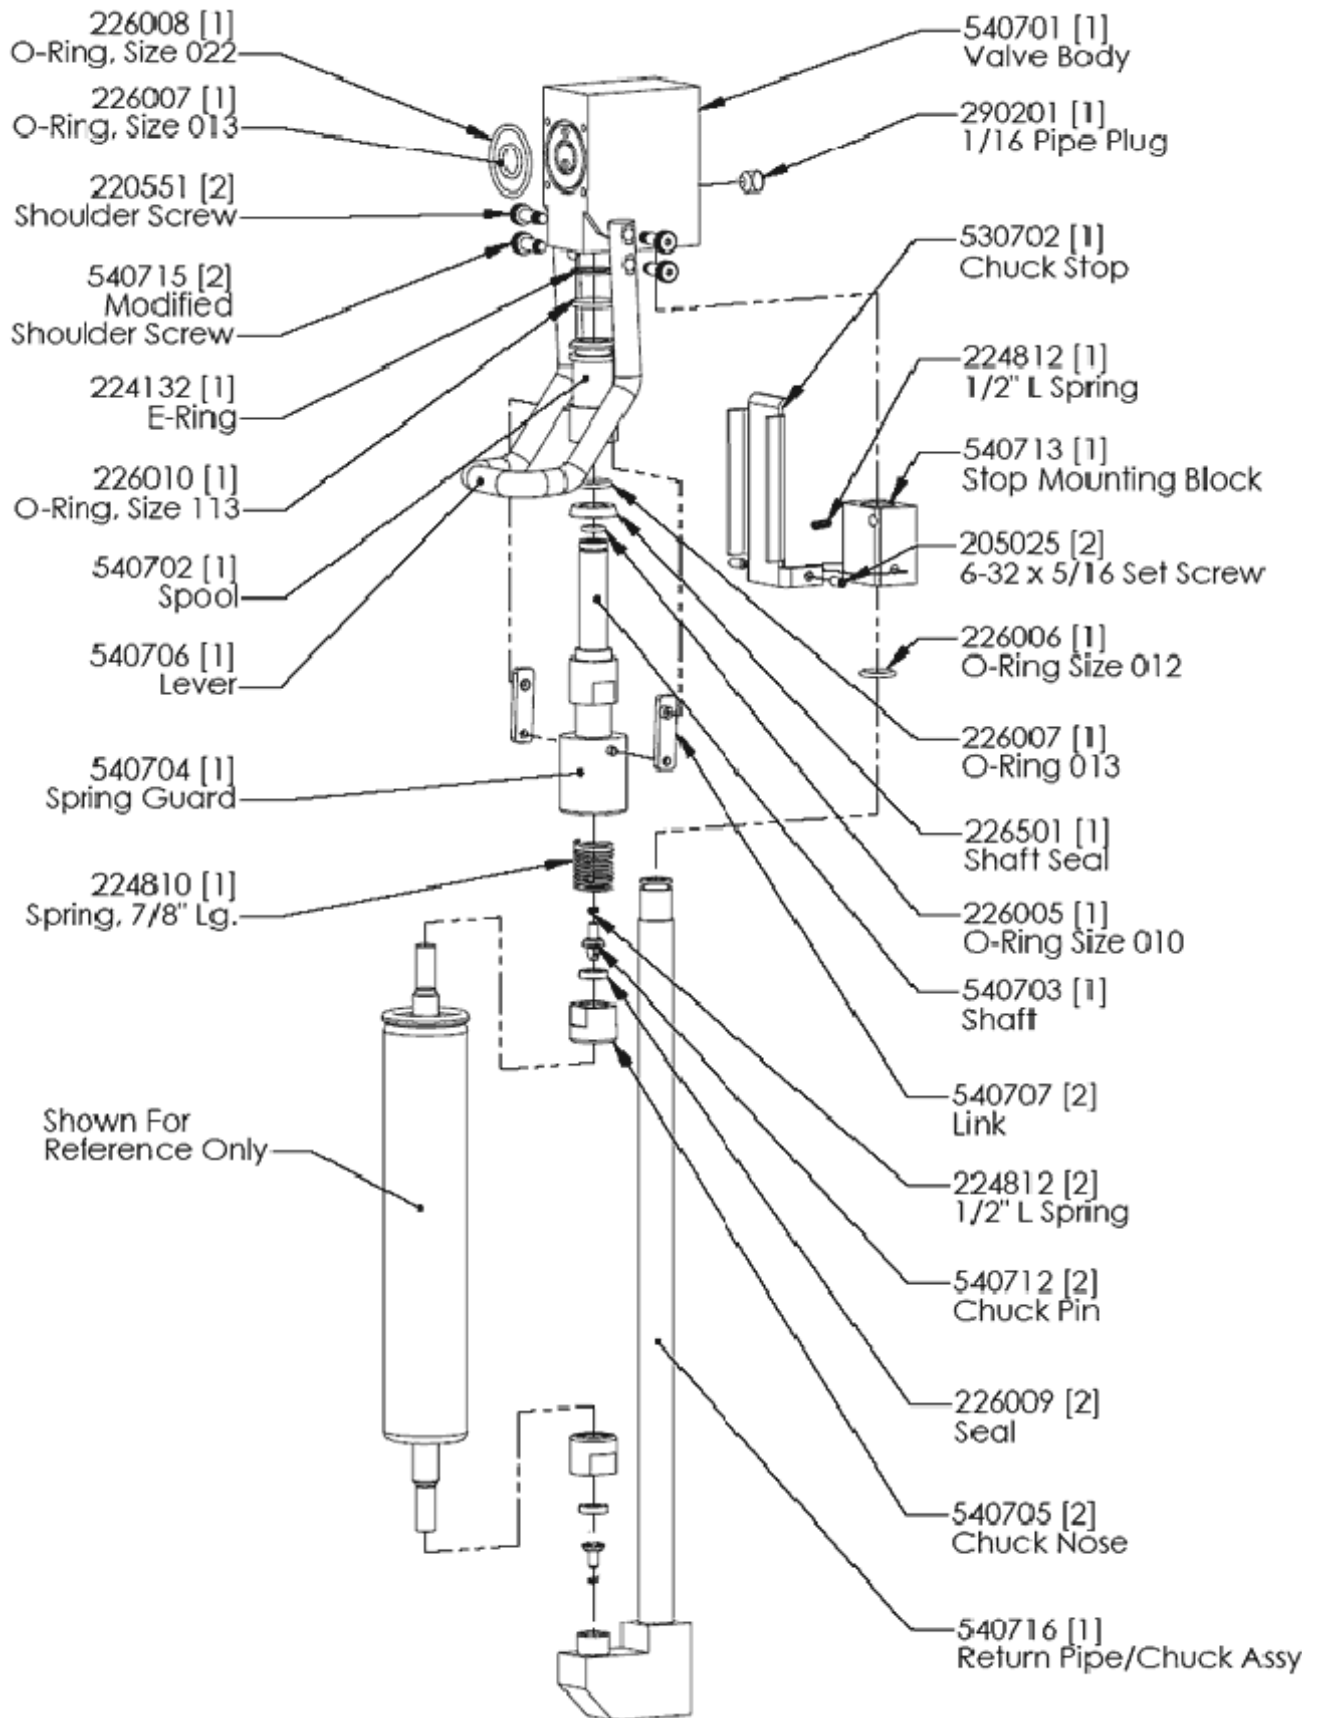 226008 [1]
O-Ring, Size 022
226007 [1]
O-Ring, Size 013
220551 [2]
Shoulder Screw
540715 [2]
Modified
Shoulder Screw
224132 [1]
E-Ring
226010 [1]
O-Ring, Size 113
540702 [1]
Spool
540706 [1]
Lever
540704 [1]
Spring Guard
224810 [1]
Spring, 7/8" Lg.
Shown For
Reference Only
540701 [1]
Valve Body
290201 [1]
1/16 Pipe Plug
530702 [1]
Chuck Stop
224812 [1]
1/2" L Spring
540713 [1]
Stop Mounting Block
205025 [2]
6-32 x 5/16 Set Screw
226006 [1]
O-Ring Size 012
226007 [1]
O-Ring 013
226501 [1]
Shaft Seal
226005 [1]
O-Ring Size 010
540703 [1]
Shaft
540707 [2]
Link
224812 [2]
1/2" L Spring
540712 [2]
Chuck Pin
226009 [2]
Seal
540705 [2]
Chuck Nose
540716 [1]
Return Pipe/Chuck Assy